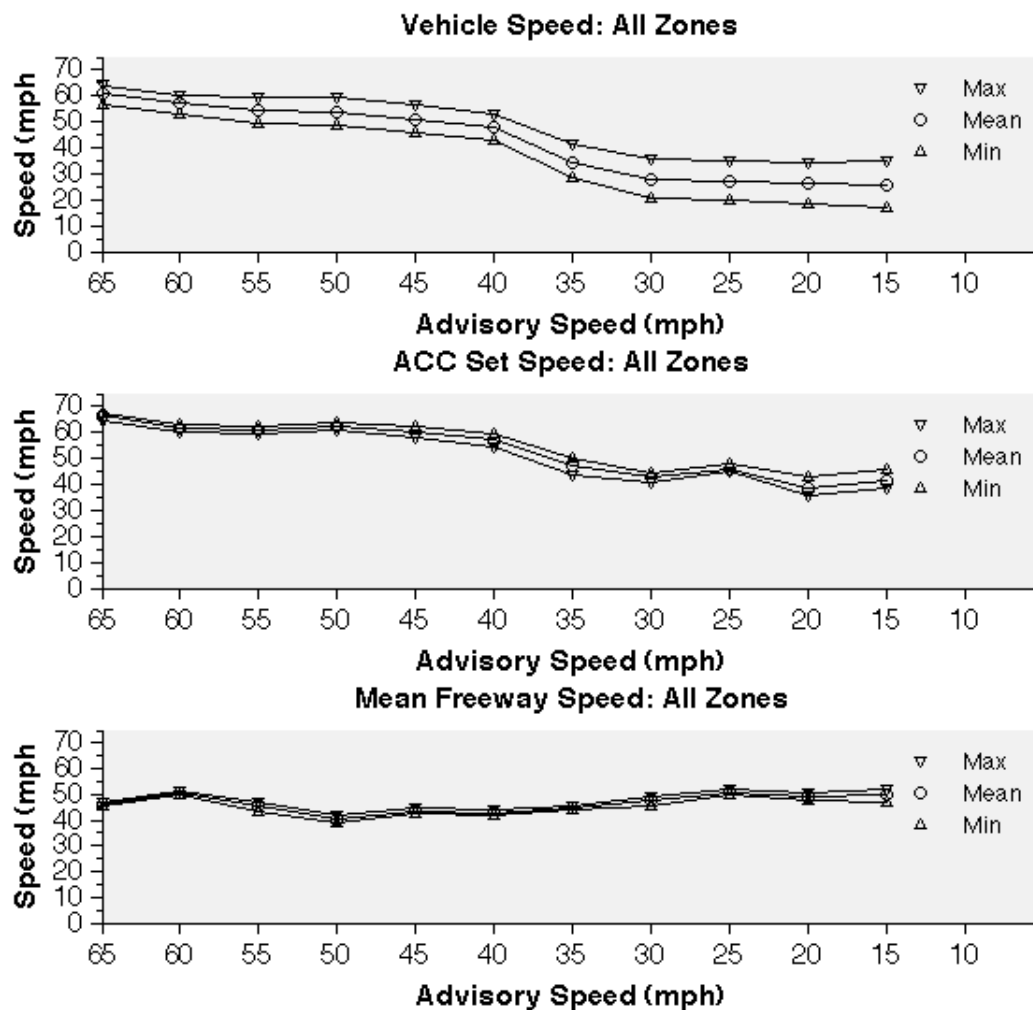 Vehicle Speed: All Zones
70
60
50
40
30
20
10
0
Speed (mph
Max
Mean
Min
65 60 55 50 45 40 35 30 25 20 15 10
Advisory Speed (mph)
ACC Set Speed: All Zones
70
60
50
40
30
20
10
0
Speed (mph
Max
Mean
Min
65 60 55 50 45 40 35 30 25 20 15 10
Advisory Speed (mph)
Mean Freeway Speed: All Zones
70
60
50
40
30
20
10
0
Speed (mph
Max
Mean
Min
65 60 55 50 45 40 35 30 25 20 15 10
Advisory Speed (mph)